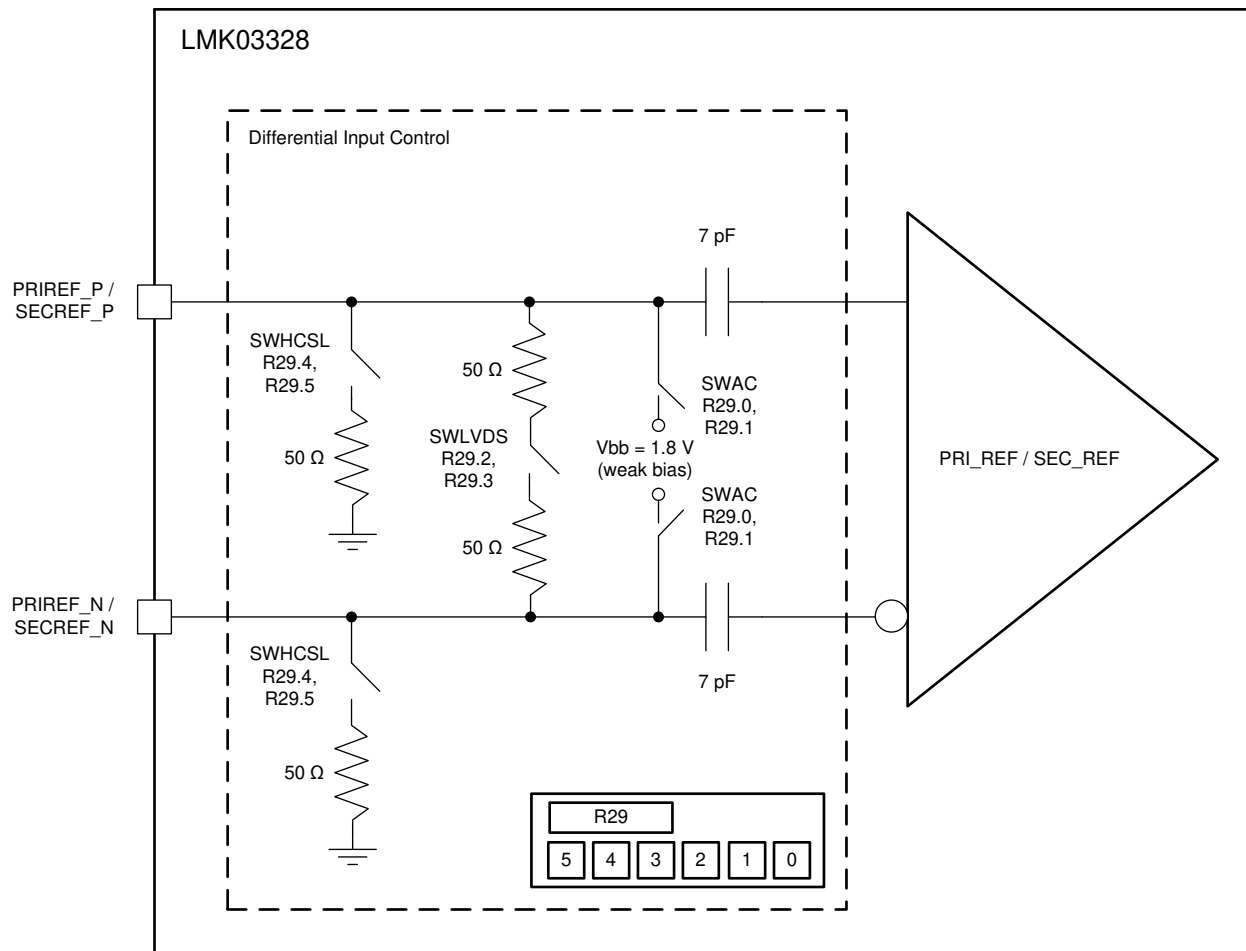 LMK03328
Differential Input Control
7 pF
PRIREF_P /
SECREF_P
SWHCSL
R29.4,
R29.5
50 Ω
50 Ω
SWLVDS
R29.2,
R29.3
50 Ω
SWAC
R29.0,
R29.1
Vbb = 1.8 V
(weak bias)
SWAC
R29.0,
R29.1
PRI_REF / SEC_REF
PRIREF_N /
SECREF_N
SWHCSL
R29.4,
R29.5
50 Ω
7 pF
R29
5 4 3 2 1 0